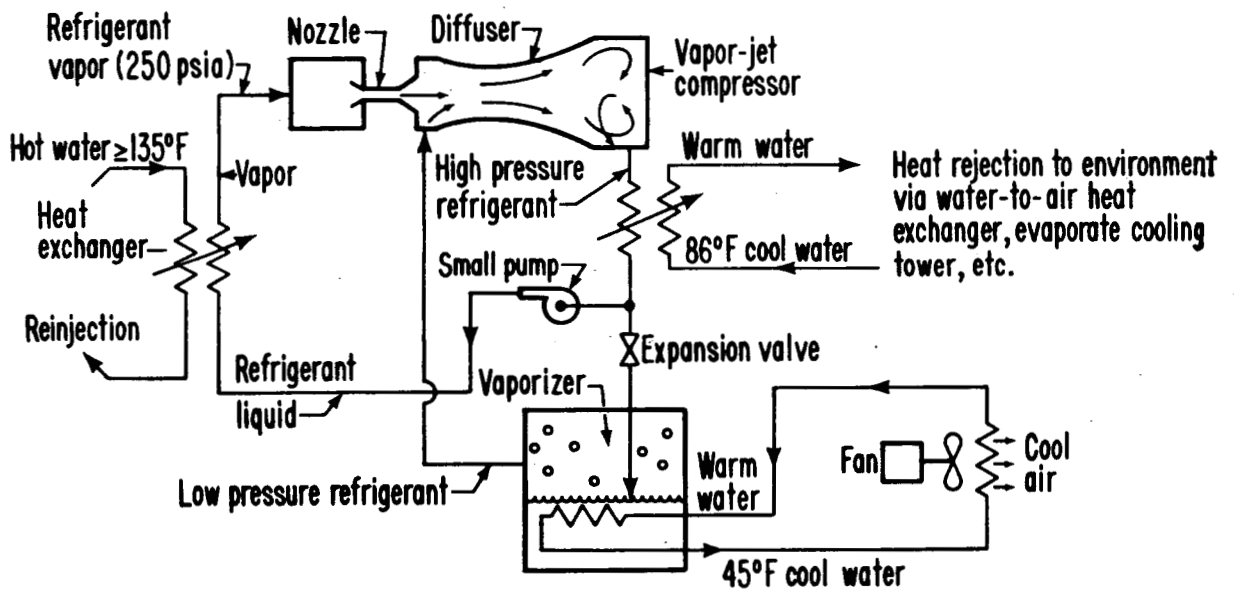 Refrigerant
vapor (250 psia)
Nozzle
Diffuser
Vapor-jet
compressor
Hot water ≥135°F
Vapor
Heat
exchanger
Reinjection
High pressure
refrigerant
Warm water
86°F cool water
Heat rejection to environment
via water-to-air heat
exchanger, evaporate cooling
tower, etc.
Small pump
Expansion valve
Refrigerant
liquid
Vaporizer
Low pressure refrigerant
Warm
water
Fan
Cool
air
45°F cool water